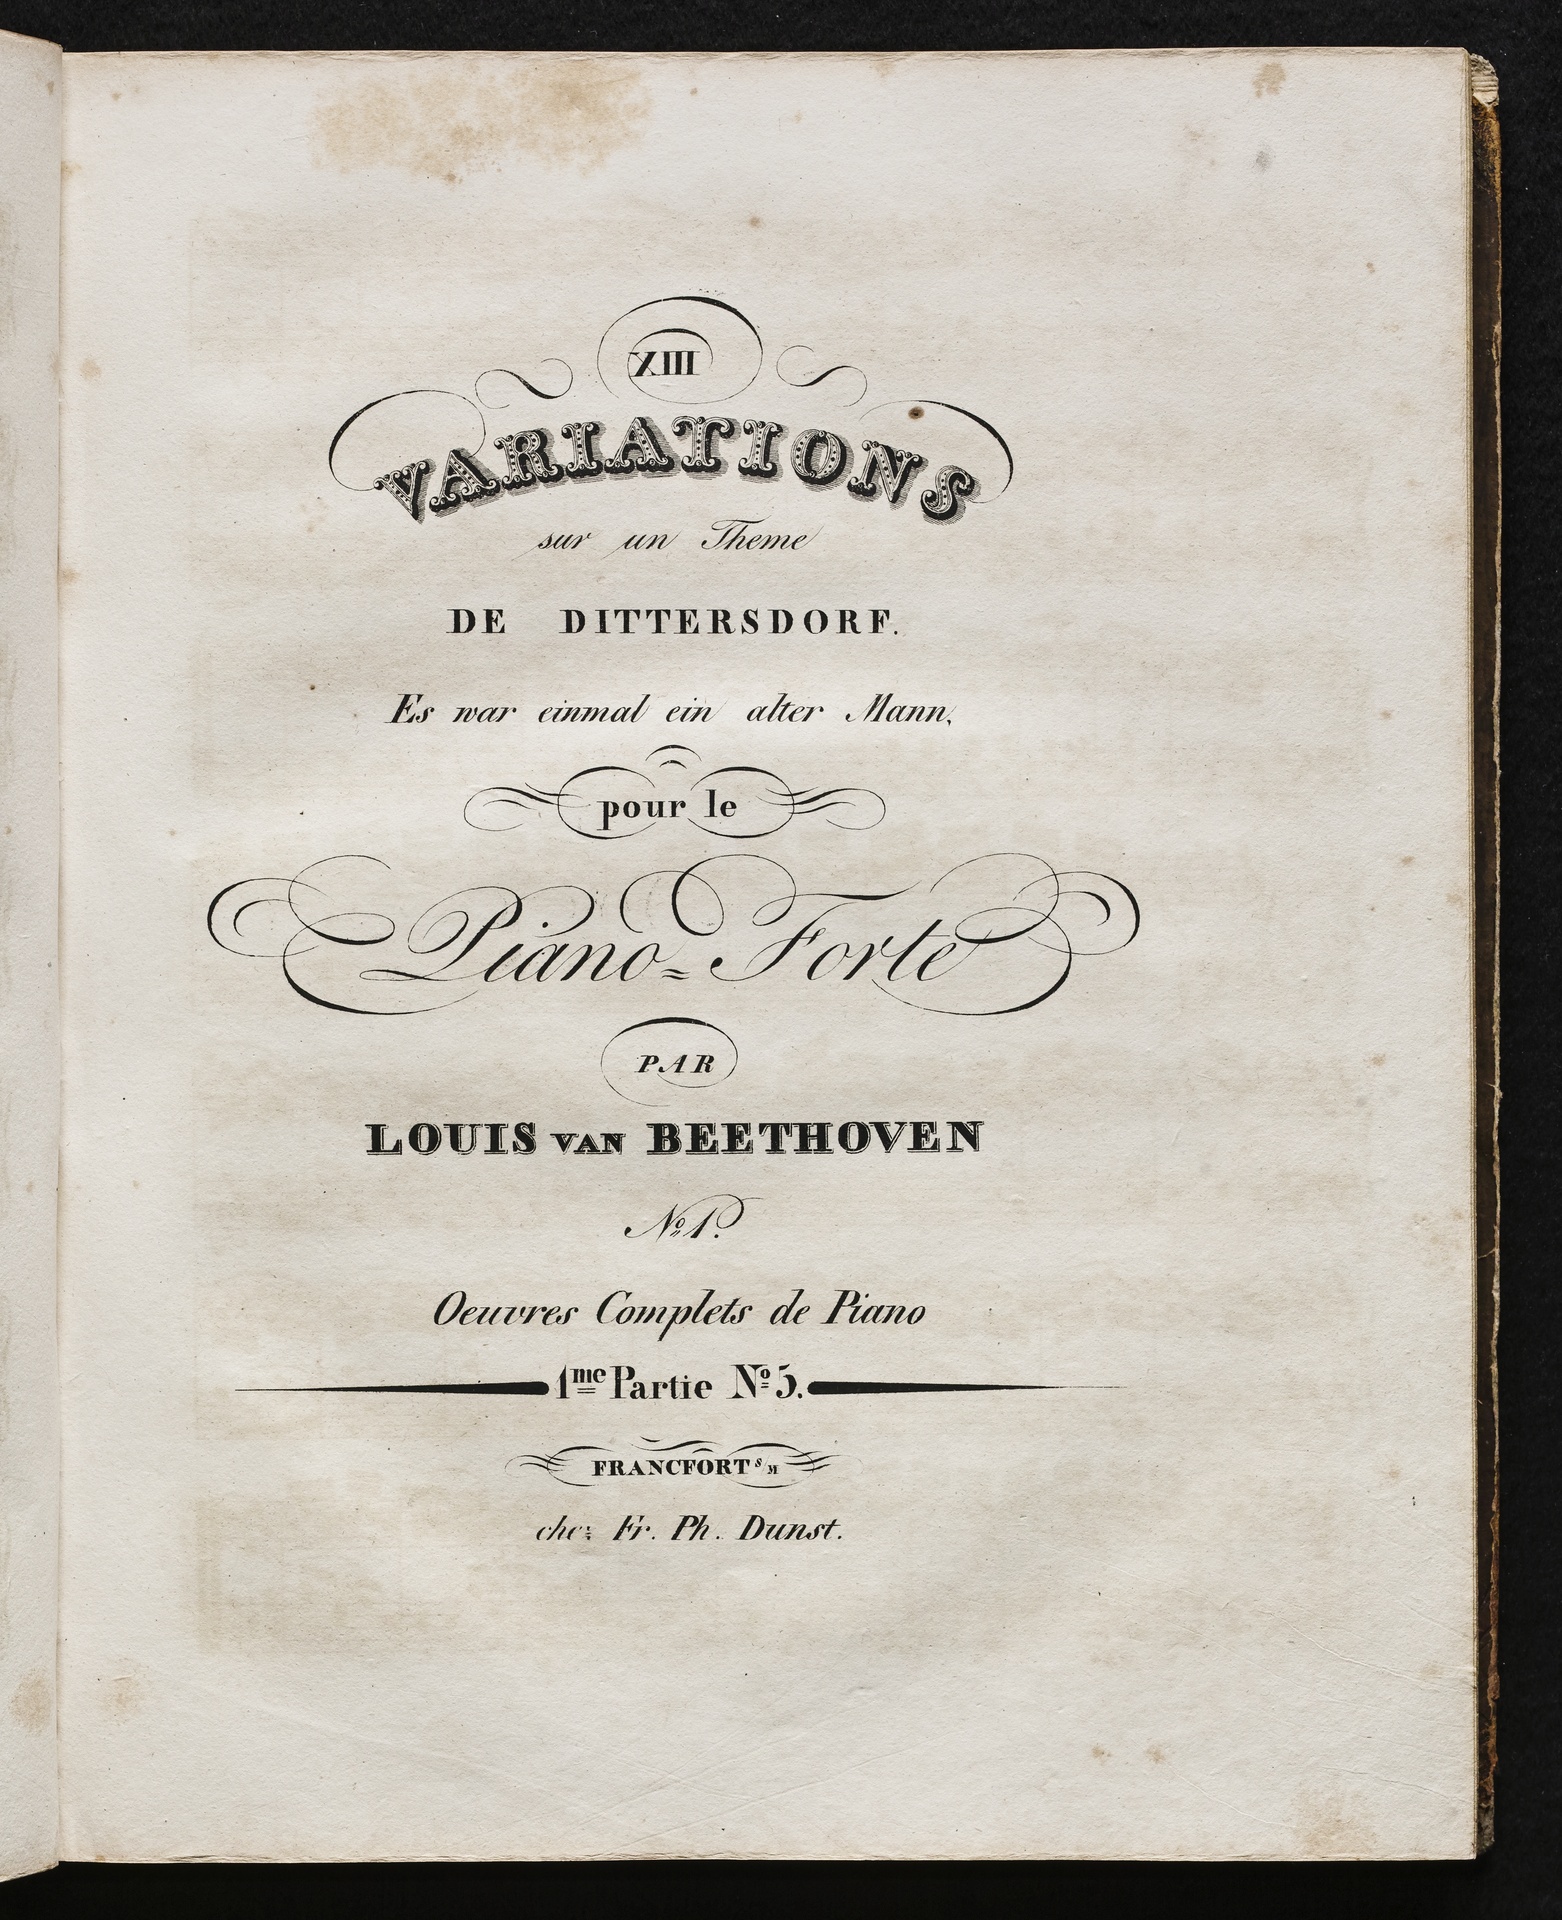 XIII
VARIATIONS
sur un Theme
DE DITTERSDORF.
Es war einmal ein alter Mann,
pour le
Piano=Forte
PAR
LOUIS VAN BEETHOVEN
No 1.
Oeuvres Complets de Piano
1me Partie No 5.
FRANCFORT S M
chez Fr. Ph. Dunst.